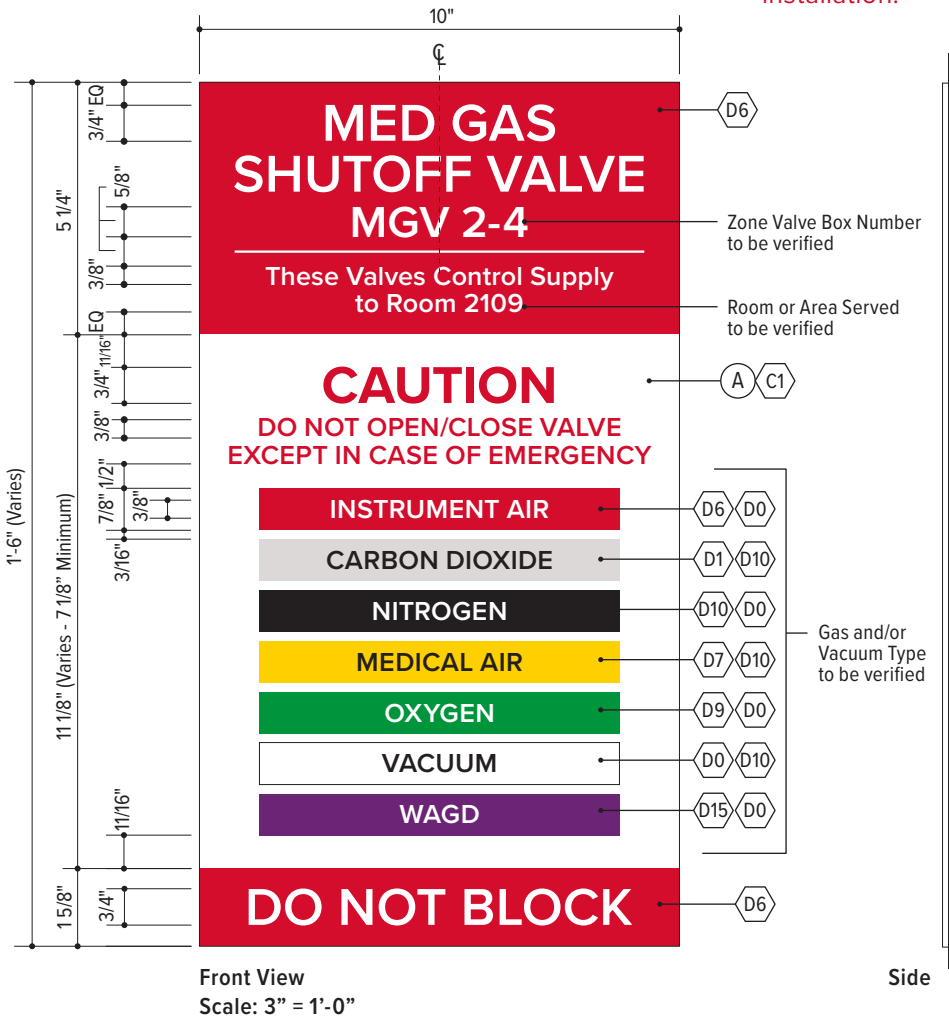 installation.
10"
℄
MED GAS
SHUTOFF VALVE
MGV 2-4
These Valves Control Supply
to Room 2109
D6
Zone Valve Box Number
to be verified
Room or Area Served
to be verified
3/4" EQ
5/8"
5 1/4"
3/8"
EQ
11/16"
3/4"
3/8"
1/2"
7/8"
3/8"
3/16"
1'-6" (Varies)
11 1/8" (Varies - 7 1/8" Minimum)
11/16"
1 5/8"
3/4"
CAUTION
DO NOT OPEN/CLOSE VALVE
EXCEPT IN CASE OF EMERGENCY
A C1
INSTRUMENT AIR D6 D0
CARBON DIOXIDE D1 D10
NITROGEN D10 D0
MEDICAL AIR D7 D10
OXYGEN D9 D0
VACUUM D0 D10
WAGD D15 D0
Gas and/or
Vacuum Type
to be verified
DO NOT BLOCK D6
Front View
Scale: 3” = 1’-0”
Side